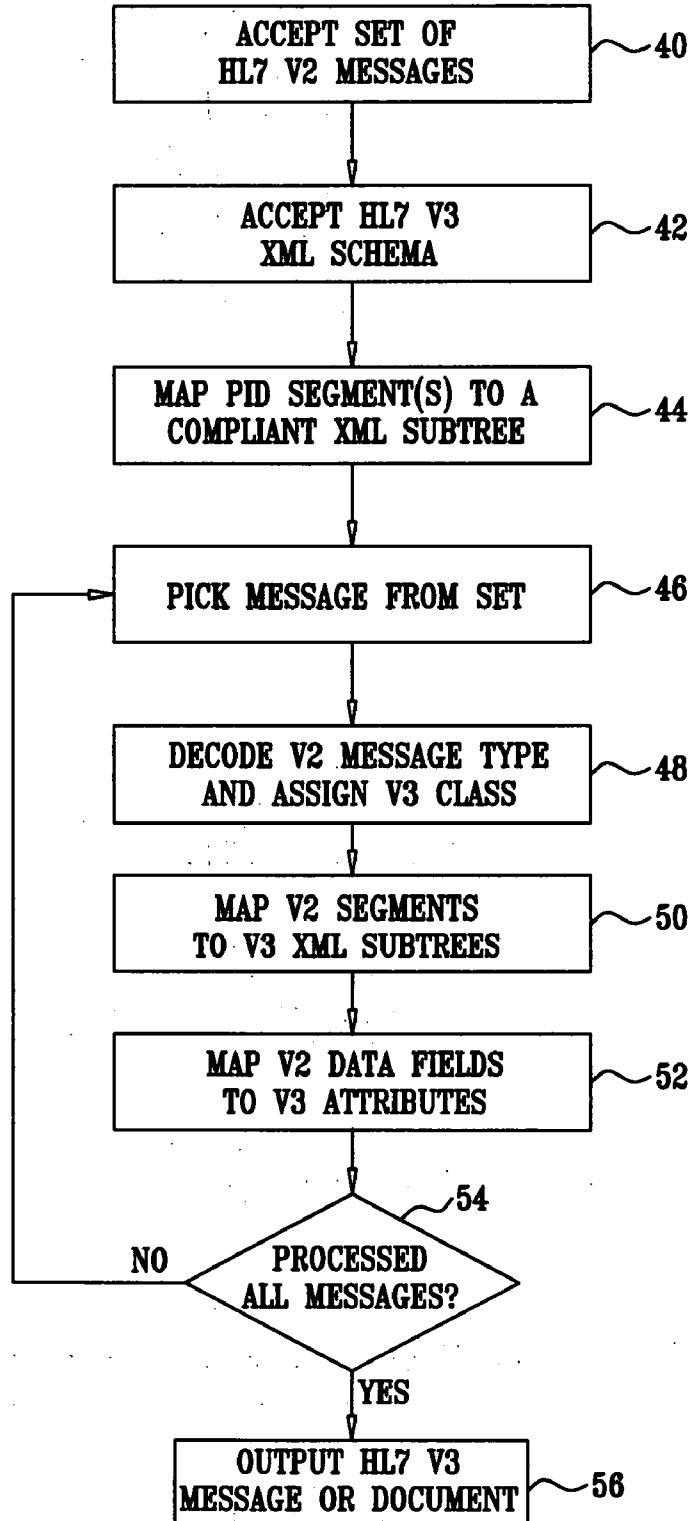 ACCEPT SET OF
HL7 V2 MESSAGES
40
ACCEPT HL7 V3
XML SCHEMA
42
MAP PID SEGMENT(S) TO A
COMPLIANT XML SUBTREE
44
PICK MESSAGE FROM SET
46
DECODE V2 MESSAGE TYPE
AND ASSIGN V3 CLASS
48
MAP V2 SEGMENTS
TO V3 XML SUBTREES
50
MAP V2 DATA FIELDS
TO V3 ATTRIBUTES
52
54
NO
PROCESSED
ALL MESSAGES?
YES
OUTPUT HL7 V3
MESSAGE OR DOCUMENT
56